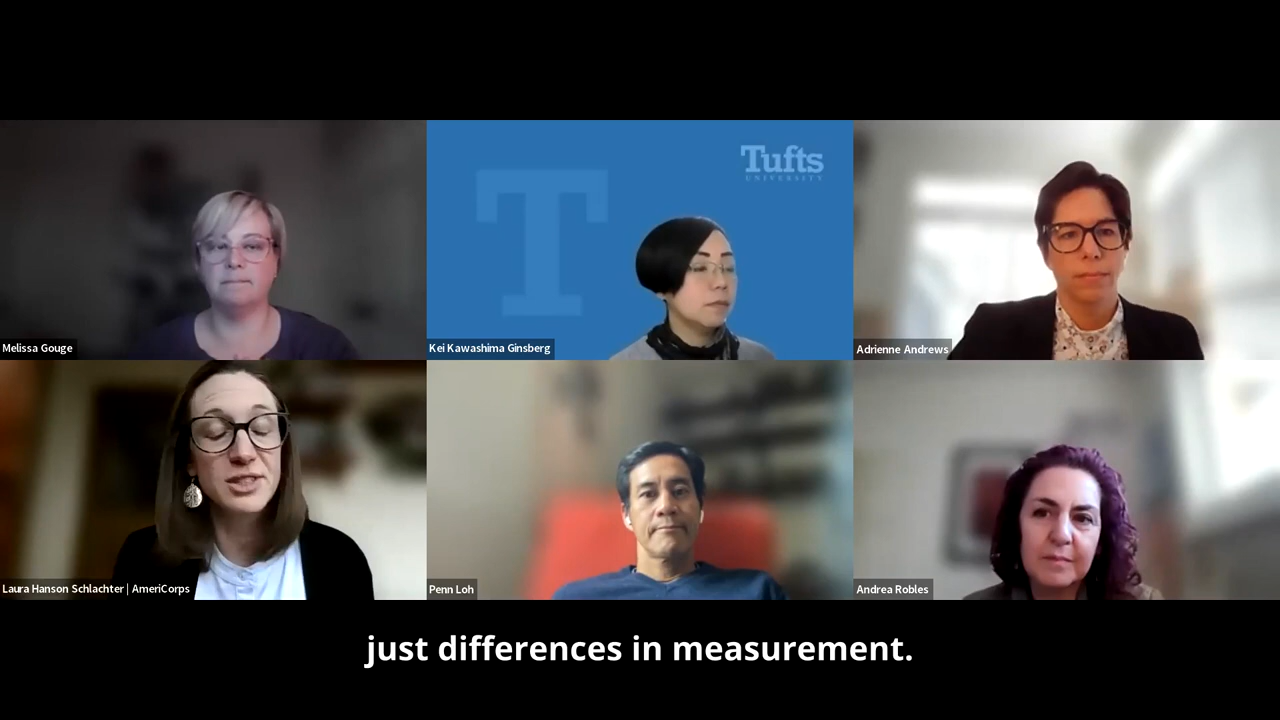 T
Tufts
UNIVERSITY
Melissa Gouge
Kei Kawashima Ginsberg
Adrienne Andrews
Laura Hanson Schlachter | AmeriCorps
Penn Loh
Andrea Robles
just differences in measurement.